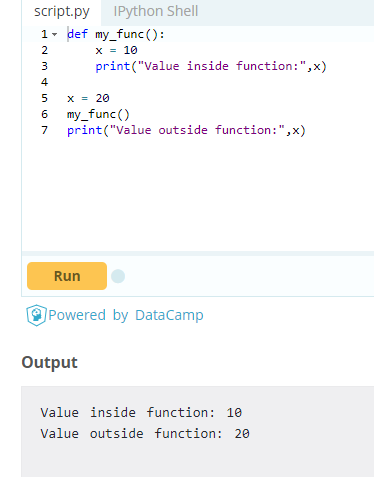 script.py IPython Shell
1 def my_func():
2     x = 10
3     print("Value inside function:",x)
4
5 x = 20
6 my_func()
7 print("Value outside function:",x)
Run
Powered by DataCamp
Output
Value inside function: 10
Value outside function: 20